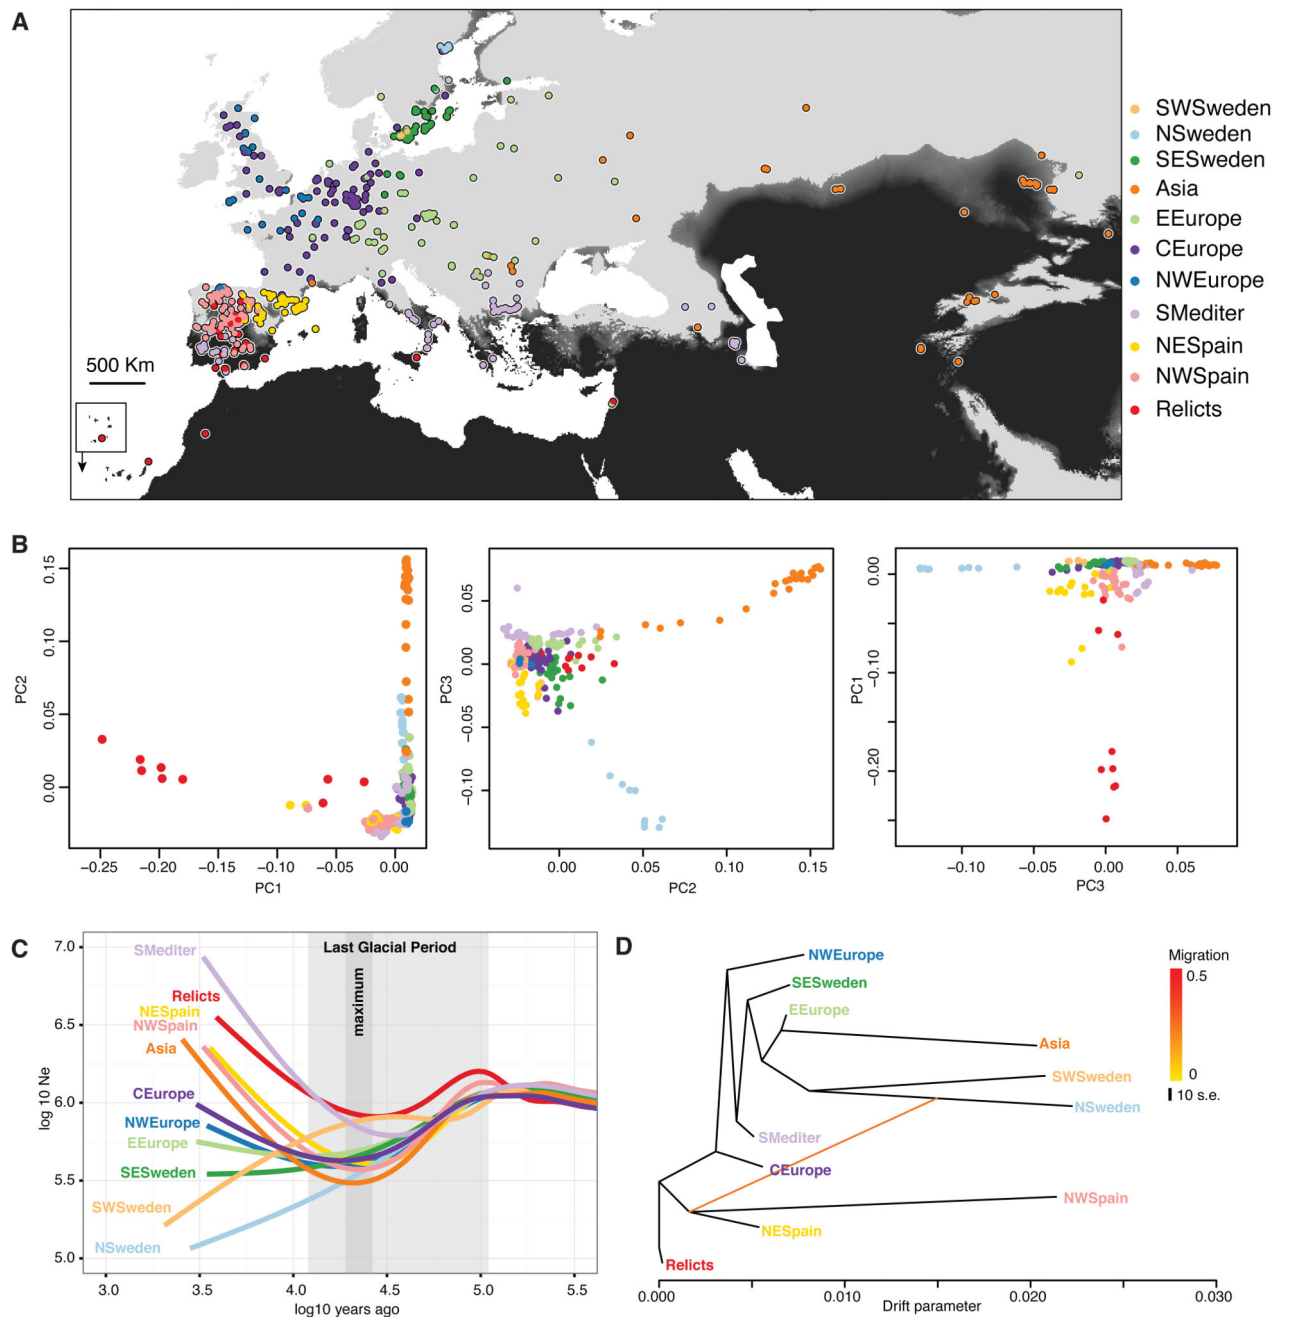 A
SWSweden
NSweden
SESweden
Asia
EEurope
CEurope
NWEurope
SMediter
NESpain
NWSpain
Relicts
500 Km
B
PC2
0.15
0.10
0.05
0.00
−0.25
−0.20
−0.15
−0.10
−0.05
0.00
PC1
PC3
0.05
0.00
−0.05
−0.10
0.00
0.05
0.10
0.15
PC2
PC1
0.00
−0.10
−0.20
−0.10
−0.05
0.00
0.05
PC3
C
log 10 Ne
7.0
6.5
6.0
5.5
5.0
Last Glacial Period
maximum
SMediter
Relicts
NESpain
NWSpain
Asia
CEurope
NWEurope
EEurope
SESweden
SWSweden
NSweden
3.0
3.5
4.0
4.5
5.0
5.5
log10 years ago
D
NWEurope
SESweden
EEurope
Asia
SWSweden
NSweden
SMediter
CEurope
NWSpain
NESpain
Relicts
Migration
0.5
0
10 s.e.
0.000
0.010
0.020
0.030
Drift parameter